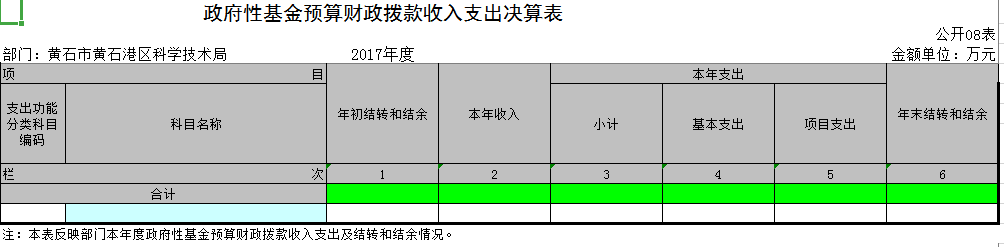 政府性基金预算财政拨款收入支出决算表
公开08表
部门：黄石市黄石港区科学技术局 2017年度 金额单位：万元
项 目 本年支出
支出功能分类科目编码 科目名称 年初结转和结余 本年收入 小计 基本支出 项目支出 年末结转和结余
栏 次 1 2 3 4 5 6
合计
注：本表反映部门本年度政府性基金预算财政拨款收入支出及结转和结余情况。